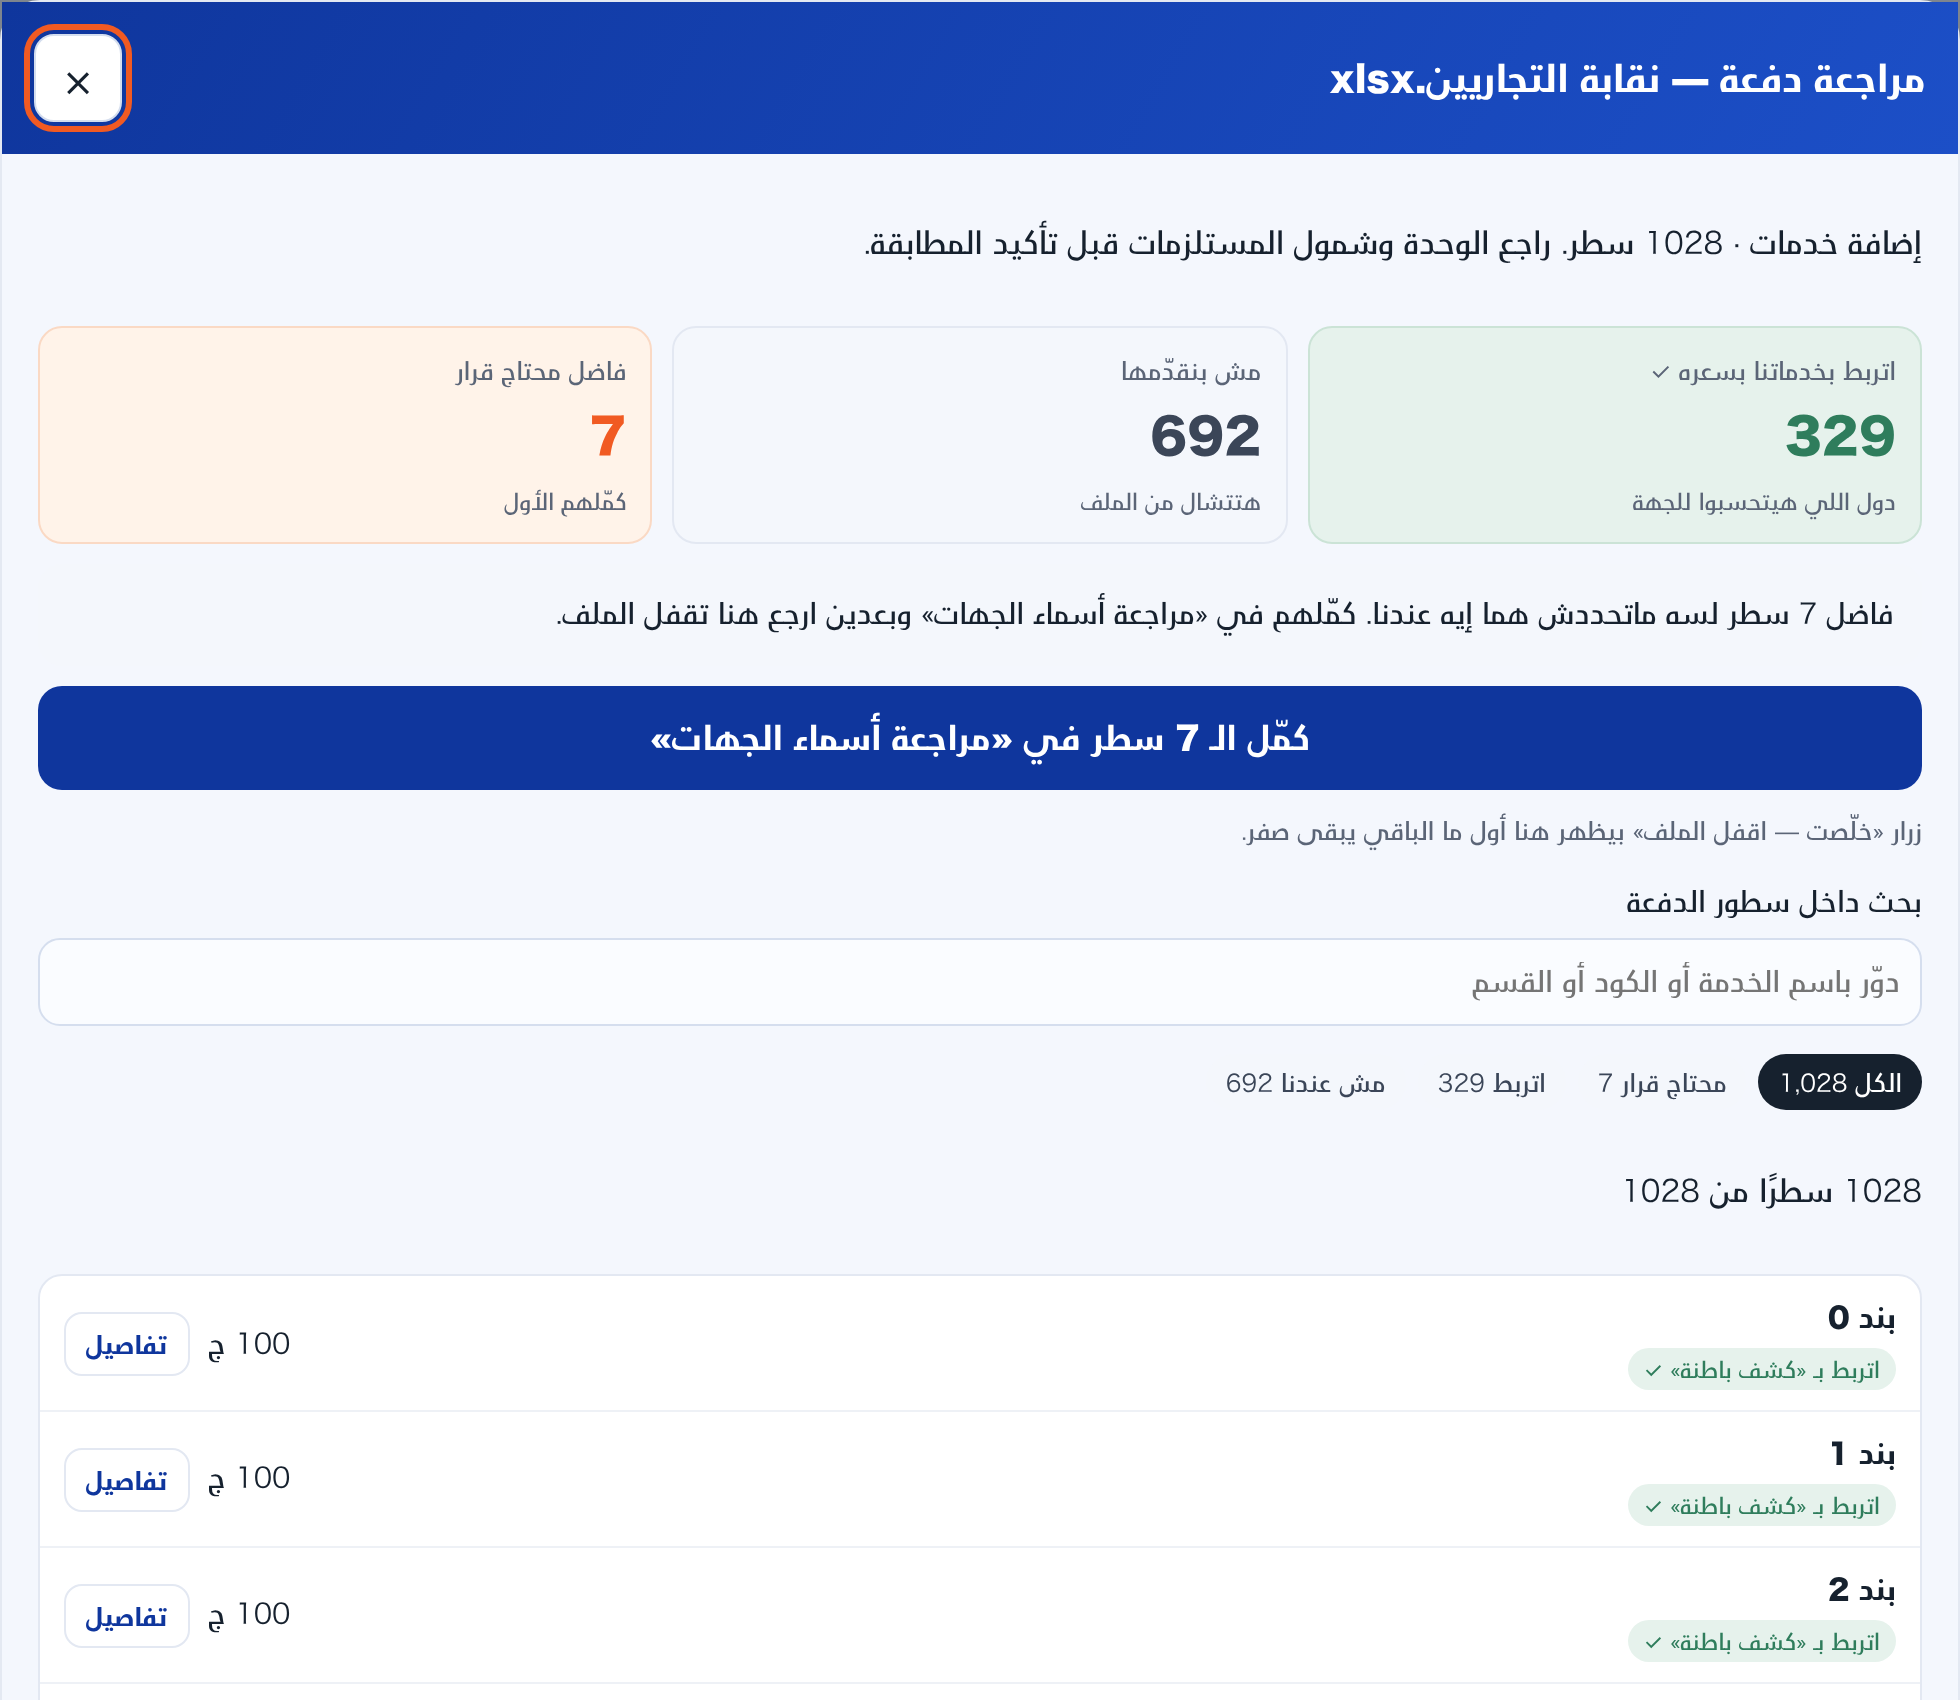 مراجعة دفعة — نقابة التجاريين.xlsx
×
إضافة خدمات · 1028 سطر. راجع الوحدة وشمول المستلزمات قبل تأكيد المطابقة.
اتربط بخدماتنا بسعره ✓
329
دول اللي هيتحسبوا للجهة
مش بنقدّمها
692
هتتشال من الملف
فاضل محتاج قرار
7
كمّلهم الأول
فاضل 7 سطر لسه ماتحددش هما إيه عندنا. كمّلهم في «مراجعة أسماء الجهات» وبعدين ارجع هنا تقفل الملف.
كمّل الـ 7 سطر في «مراجعة أسماء الجهات»
زرار «خلّصت — اقفل الملف» بيظهر هنا أول ما الباقي يبقى صفر.
بحث داخل سطور الدفعة
دوّر باسم الخدمة أو الكود أو القسم
الكل 1,028
محتاج قرار 7
اتربط 329
مش عندنا 692
1028 سطرًا من 1028
بند 0
اتربط بـ «كشف باطنة» ✓
100 ج
تفاصيل
بند 1
اتربط بـ «كشف باطنة» ✓
100 ج
تفاصيل
بند 2
اتربط بـ «كشف باطنة» ✓
100 ج
تفاصيل